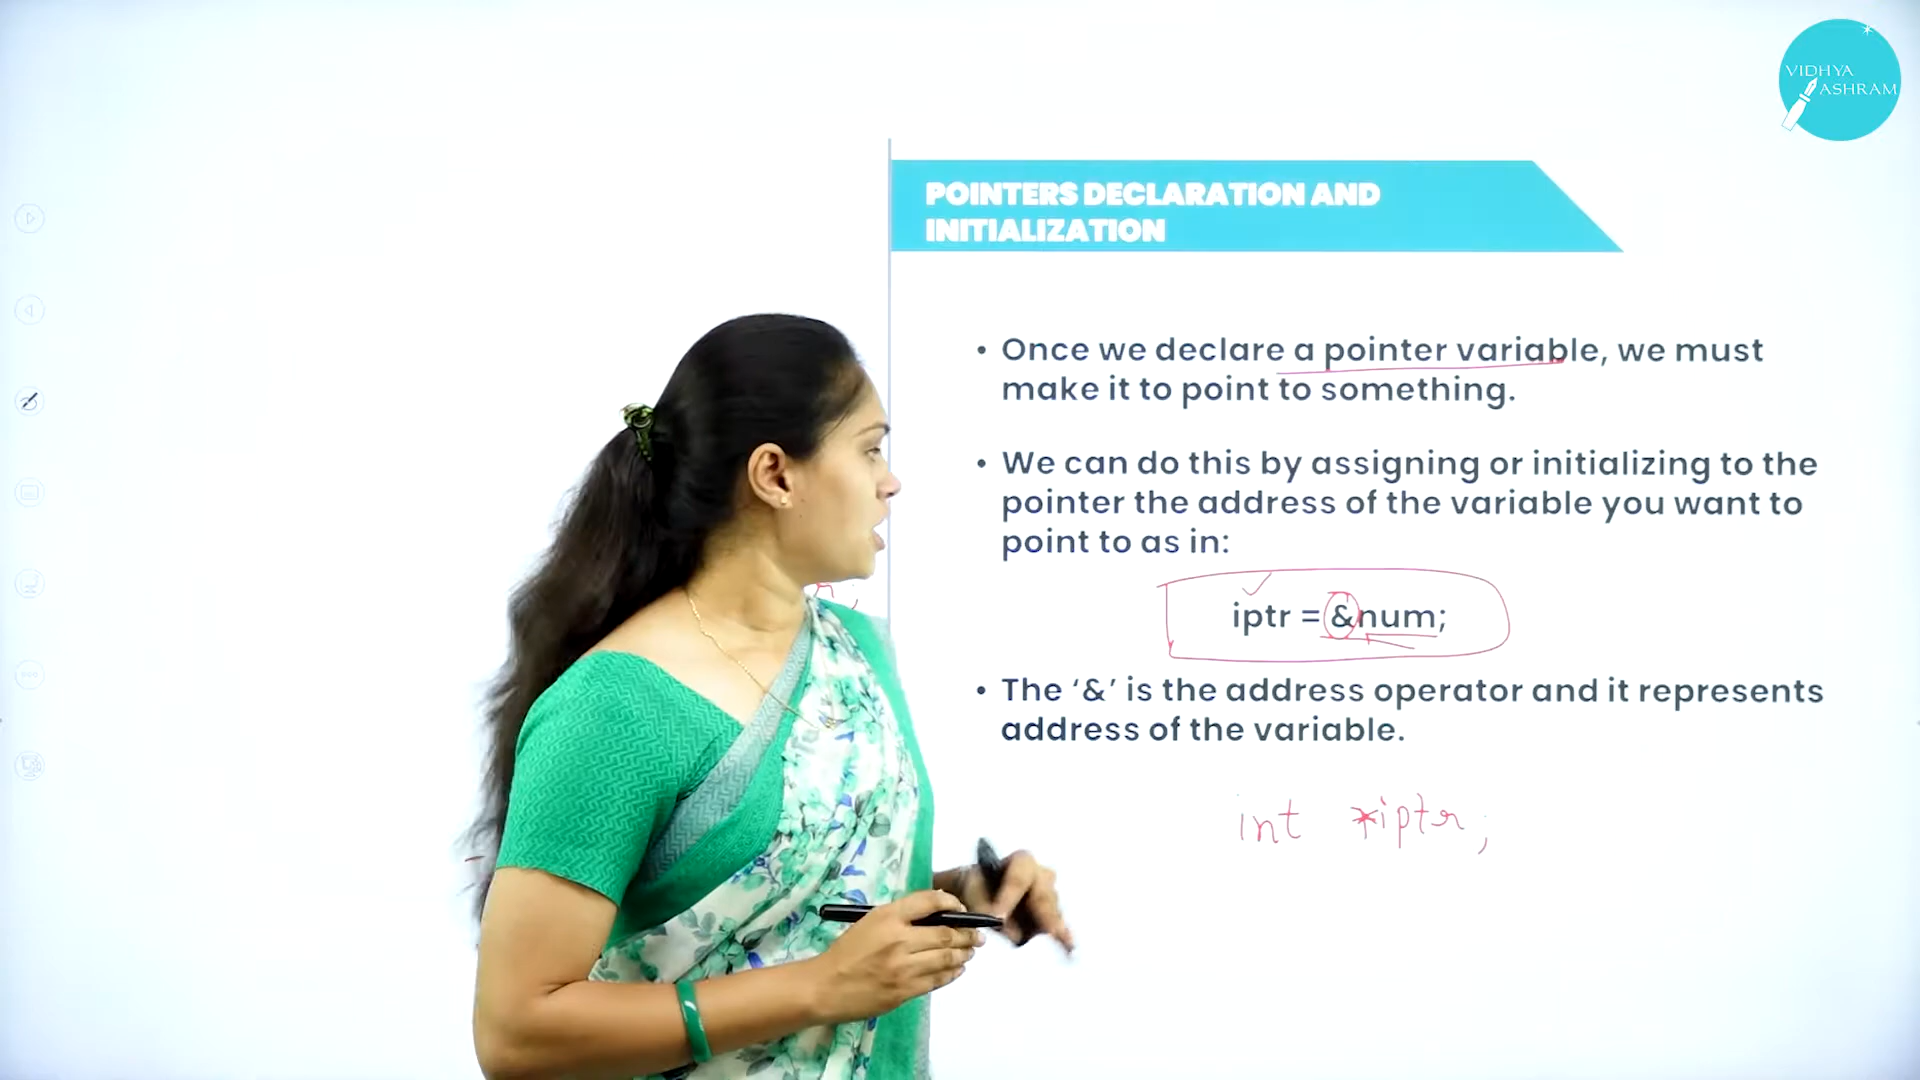 VIDHYA
ASHRAM
POINTERS DECLARATION AND
INITIALIZATION
• Once we declare a pointer variable, we must
make it to point to something.
• We can do this by assigning or initializing to the
pointer the address of the variable you want to
point to as in:
iptr = &num;
• The ‘&’ is the address operator and it represents
address of the variable.
int *iptr;